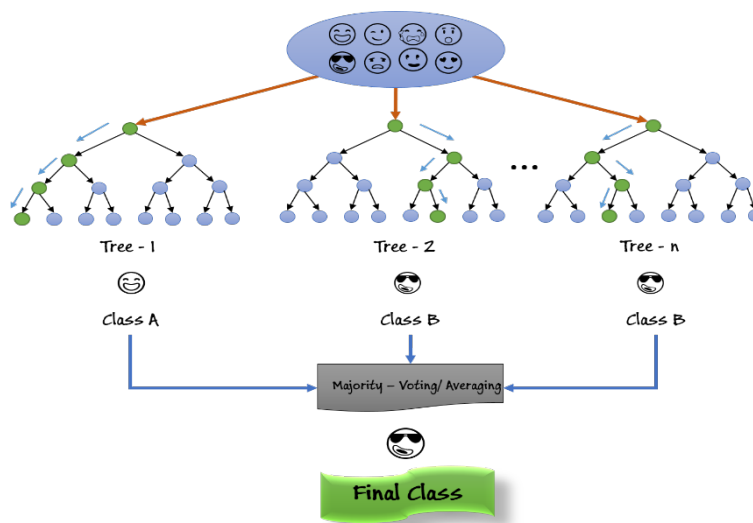 ...
Tree - 1
Tree - 2
Tree - n
Class A
Class B
Class B
Majority – Voting/ Averaging
Final Class